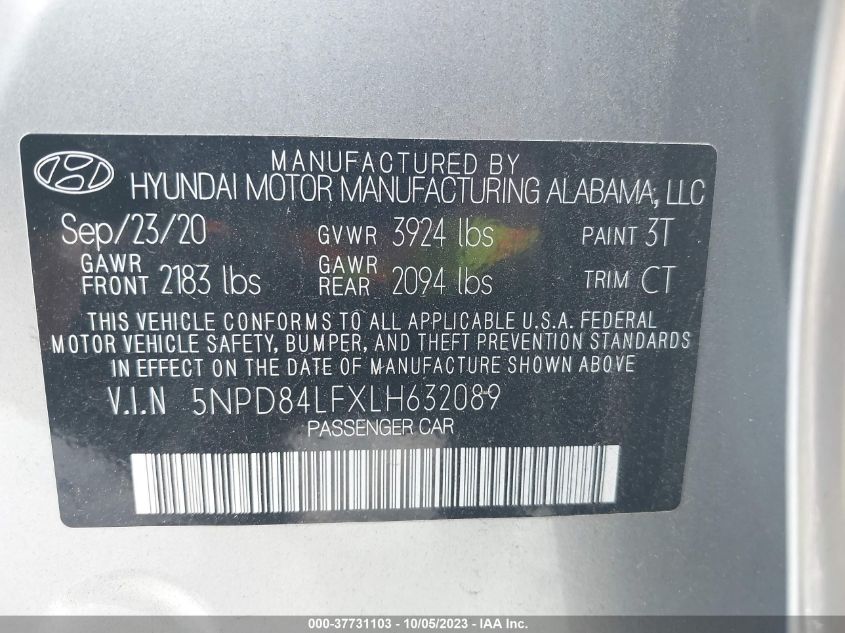 MANUFACTURED BY
HYUNDAI MOTOR MANUFACTURING ALABAMA, LLC
Sep/23/20 GVWR 3924 lbs PAINT 3T
GAWR FRONT 2183 lbs GAWR REAR 2094 lbs TRIM CT
THIS VEHICLE CONFORMS TO ALL APPLICABLE U.S.A. FEDERAL
MOTOR VEHICLE SAFETY, BUMPER, AND THEFT PREVENTION STANDARDS
IN EFFECT ON THE DATE OF MANUFACTURE SHOWN ABOVE
V.I.N 5NPD84LFXLH632089
PASSENGER CAR
000-37731103 - 10/05/2023 - IAA Inc.